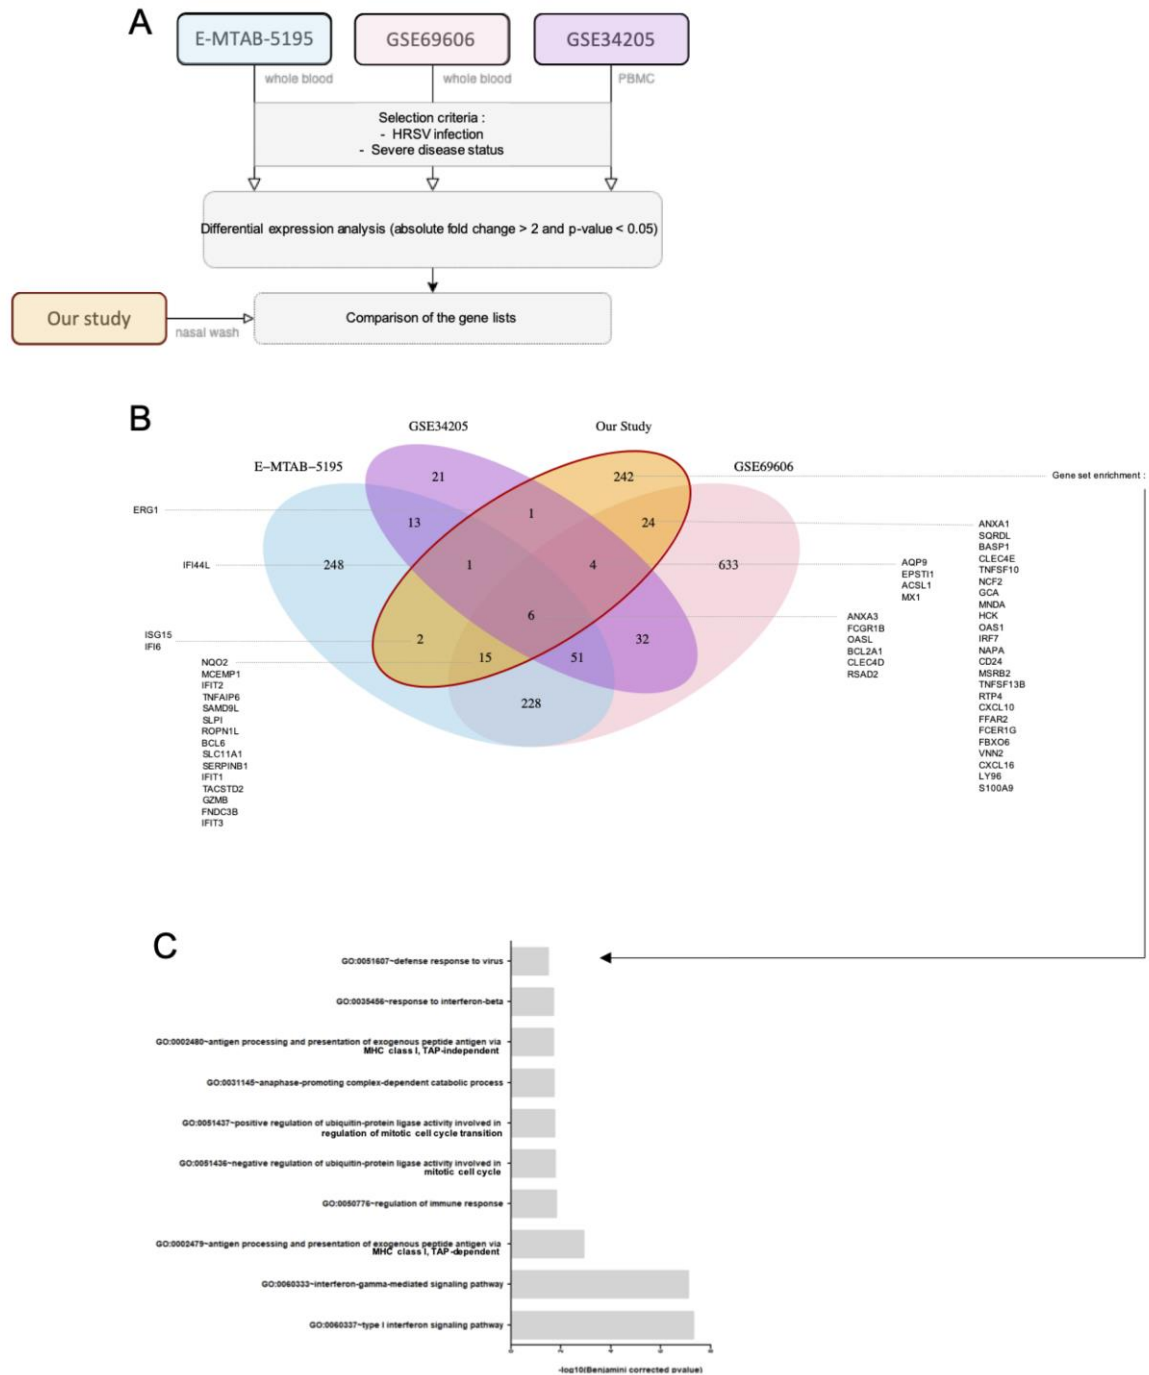 A
E-MTAB-5195
GSE69606
GSE34205
whole blood
whole blood
PBMC
Selection criteria :
- HRSV infection
- Severe disease status
Differential expression analysis (absolute fold change > 2 and p-value < 0.05)
Our study
nasal wash
Comparison of the gene lists
B
GSE34205
Our Study
E-MTAB-5195
GSE69606
21
242
Gene set enrichment :
ERG1
13
1
24
IFI44L
248
1
4
633
6
ISG15
IFI6
2
32
15
51
228
NQO2
MCEMP1
IFIT2
TNFAIP6
SAMD9L
SLPI
ROPN1L
BCL6
SLC11A1
SERPINB1
IFIT1
TACSTD2
GZMB
FNDC3B
IFIT3
AQP9
EPSTI1
ACSL1
MX1
ANXA3
FCGR1B
OASL
BCL2A1
CLEC4D
RSAD2
ANXA1
SQRDL
BASP1
CLEC4E
TNFSF10
NCF2
GCA
MNDA
HCK
OAS1
IRF7
NAPA
CD24
MSRB2
TNFSF13B
RTP4
CXCL10
FFAR2
FCER1G
FBXO6
VNN2
CXCL16
LY96
S100A9
C
GO:0051607~defense response to virus
GO:0035456~response to interferon-beta
GO:0002480~antigen processing and presentation of exogenous peptide antigen via
MHC class I, TAP-independent
GO:0031145~anaphase-promoting complex-dependent catabolic process
GO:0051437~positive regulation of ubiquitin-protein ligase activity involved in
regulation of mitotic cell cycle transition
GO:0051436~negative regulation of ubiquitin-protein ligase activity involved in
mitotic cell cycle
GO:0050776~regulation of immune response
GO:0002479~antigen processing and presentation of exogenous peptide antigen via
MHC class I, TAP-dependent
GO:0060333~interferon-gamma-mediated signaling pathway
GO:0060337~type I interferon signaling pathway
0 2 4 6 8
-log10(Benjamini corrected pvalue)